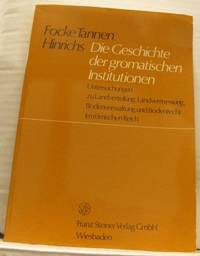 Focke Tannen
Hinrichs
Die Geschichte
der gromatischen
Institutionen
Untersuchungen
zu Landverteilung, Landvermessung,
Bodenverwaltung und Bodenrecht
im römischen Reich
Franz Steiner Verlag GmbH
Wiesbaden